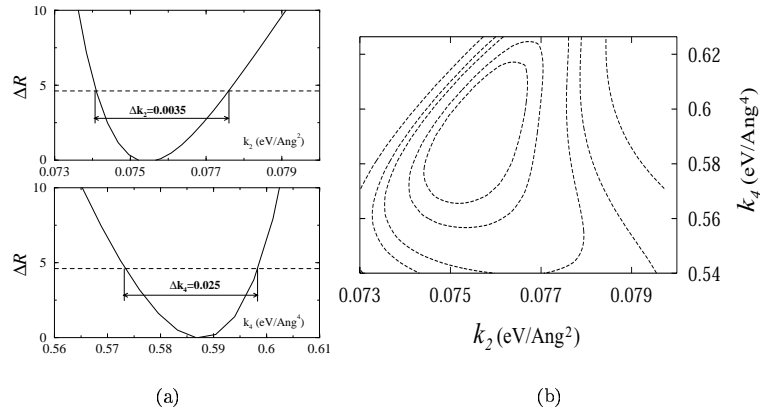 10
ΔR
5
Δk₂=0.0035
k₂ (eV/Ang²)
0
0.073 0.075 0.077 0.079
10
ΔR
5
Δk₄=0.025
k₄ (eV/Ang⁴)
0
0.56 0.57 0.58 0.59 0.6 0.61
(a)
0.62
0.6
0.58
0.56
0.54
k₄ (eV/Ang⁴)
0.073 0.075 0.077 0.079
k₂ (eV/Ang²)
(b)